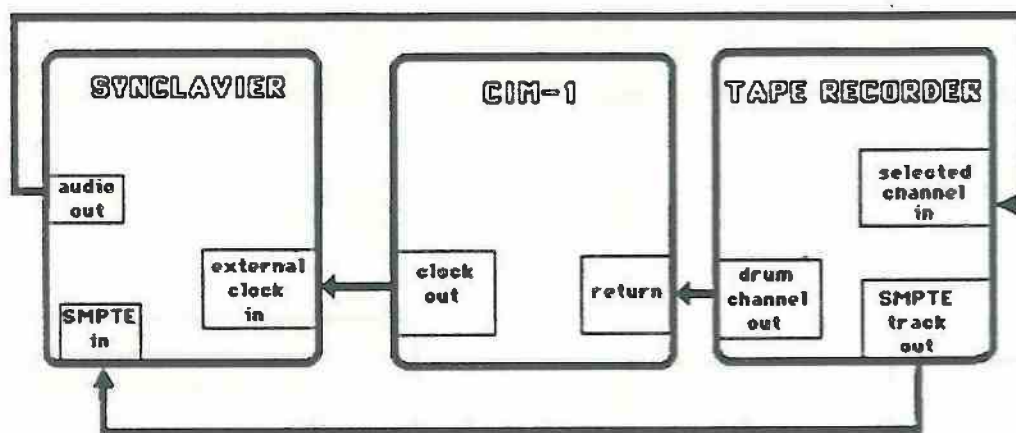 SYNCLAVIER
audio
out
external
clock
in
SMPTE
in
CIM-1
clock
out
return
TAPE RECORDER
selected
channel
in
drum
channel
out
SMPTE
track
out